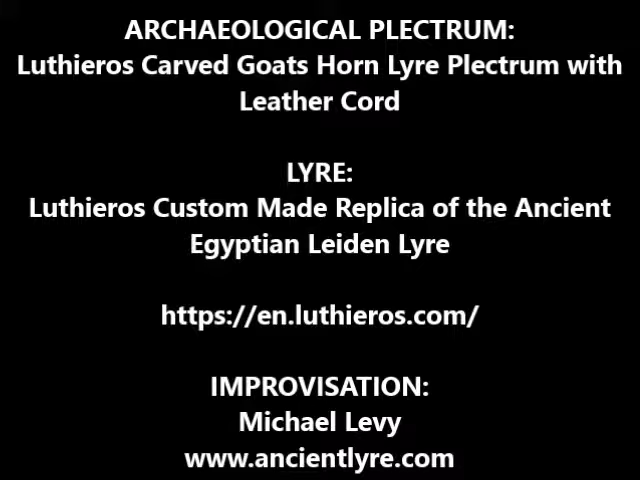 ARCHAEOLOGICAL PLECTRUM:
Luthieros Carved Goats Horn Lyre Plectrum with
Leather Cord
LYRE:
Luthieros Custom Made Replica of the Ancient
Egyptian Leiden Lyre
https://en.luthieros.com/
IMPROVISATION:
Michael Levy
www.ancientlyre.com